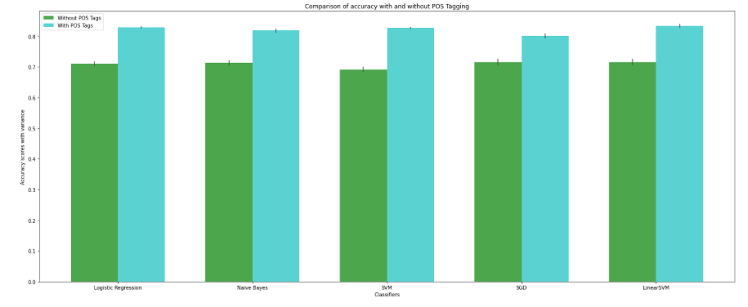 Comparison of accuracy with and without POS Tagging
Without POS Tags
With POS Tags
Accuracy scores with variance
0.8
0.7
0.6
0.5
0.4
0.3
0.2
0.1
0.0
Logistic Regression Naive Bayes SVM SGD LinearSVM
Classifiers